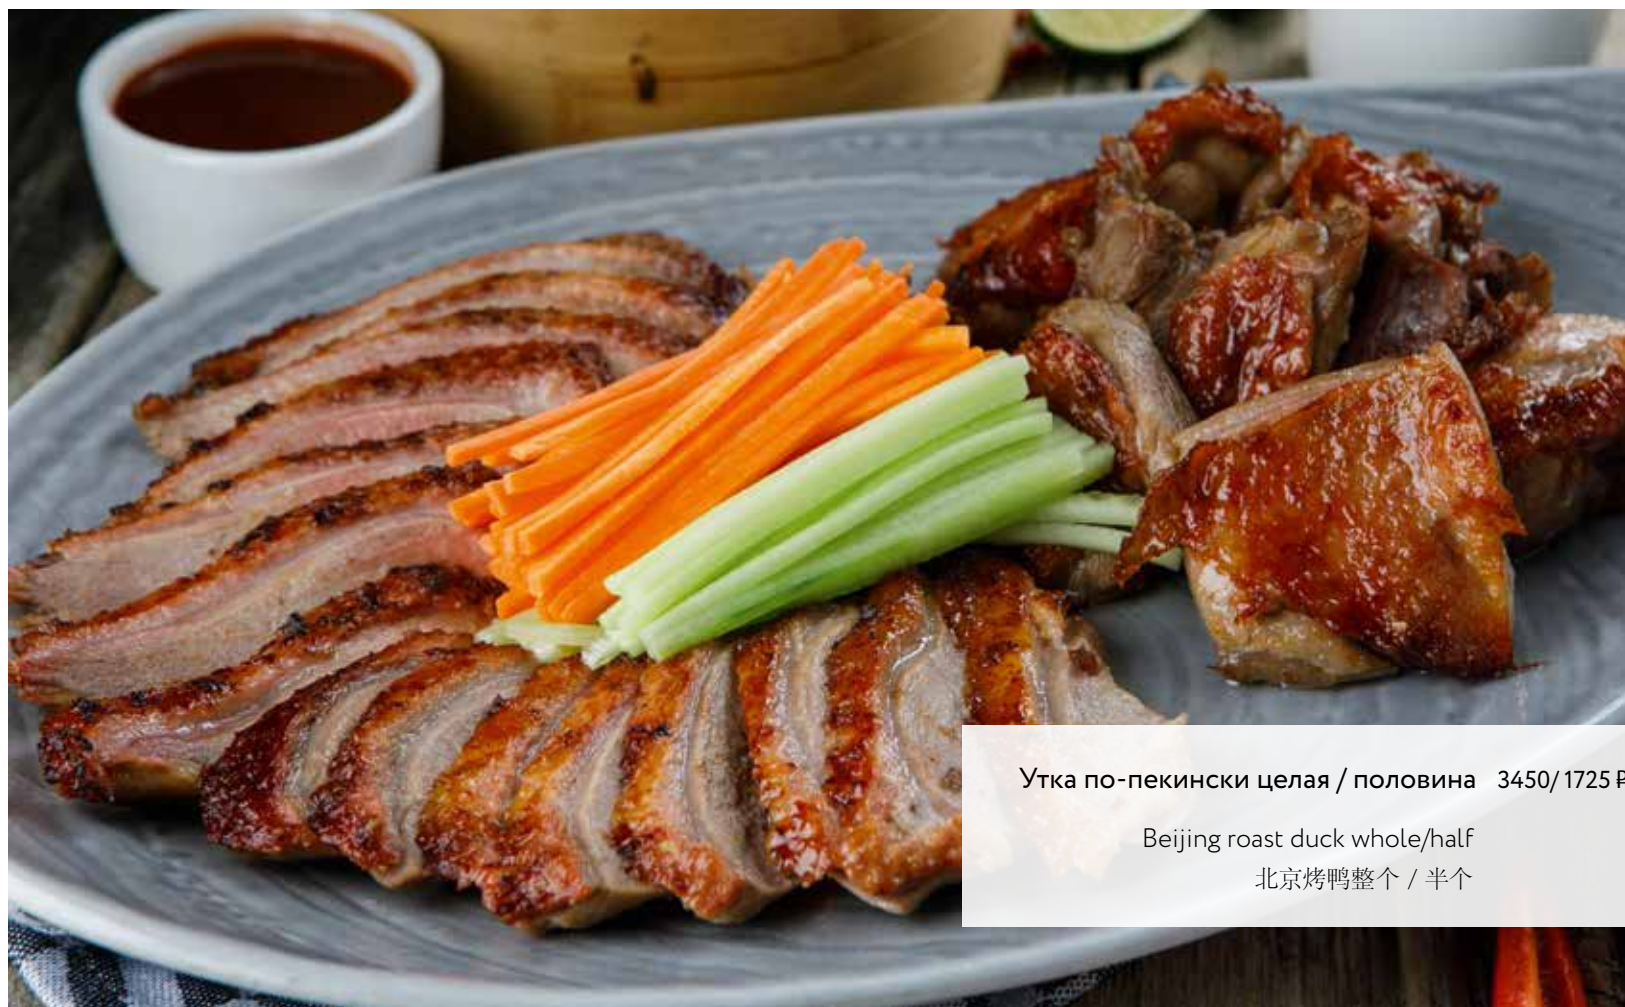 Утка по-пекински целая / половина 3450/ 1725 ₽
Beijing roast duck whole/half
北京烤鸭整个 / 半个